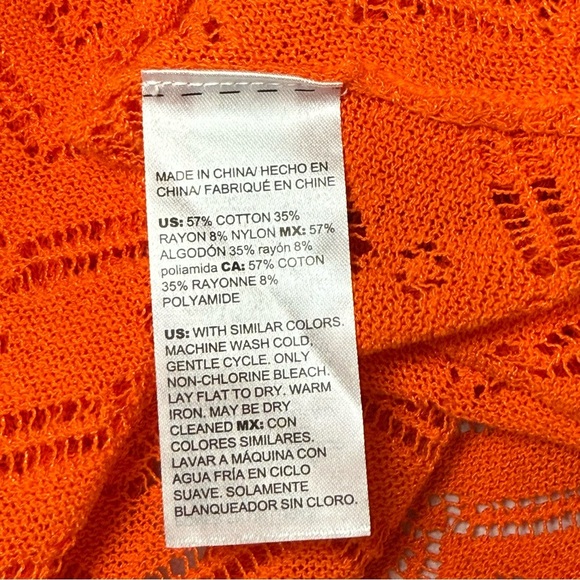 MADE IN CHINA/ HECHO EN
CHINA/ FABRIQUÉ EN CHINE
US: 57% COTTON 35%
RAYON 8% NYLON MX: 57%
ALGODÓN 35% rayón 8%
poliamida CA: 57% COTON
35% RAYONNE 8%
POLYAMIDE
US: WITH SIMILAR COLORS.
MACHINE WASH COLD,
GENTLE CYCLE. ONLY
NON-CHLORINE BLEACH.
LAY FLAT TO DRY. WARM
IRON. MAY BE DRY
CLEANED MX: CON
COLORES SIMILARES.
LAVAR A MÁQUINA CON
AGUA FRÍA EN CICLO
SUAVE. SOLAMENTE
BLANQUEADOR SIN CLORO.